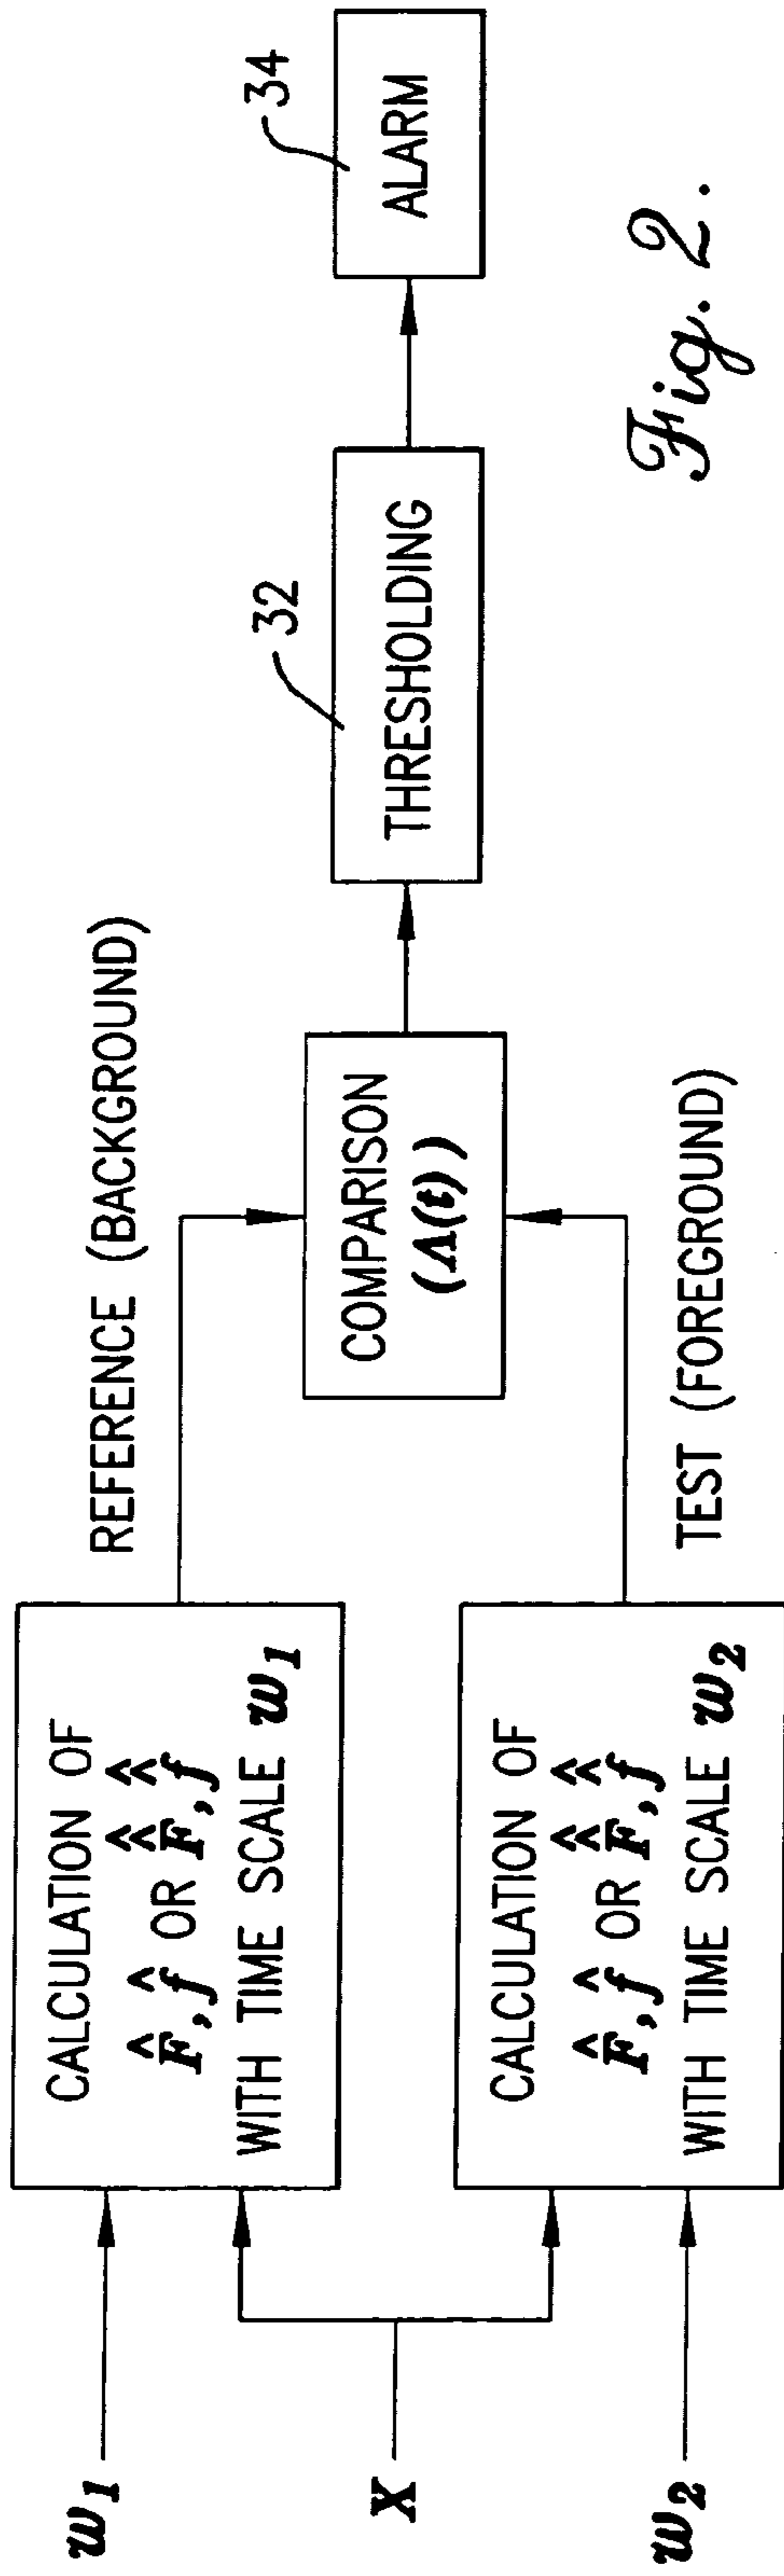 w₁
X
w₂
CALCULATION OF
F̂, f̂ OR F̂̂, f̂̂
WITH TIME SCALE w₁
CALCULATION OF
F̂, f̂ OR F̂̂, f̂̂
WITH TIME SCALE w₂
REFERENCE (BACKGROUND)
TEST (FOREGROUND)
COMPARISON
(Λ(t))
32
THRESHOLDING
34
ALARM
Fig. 2.